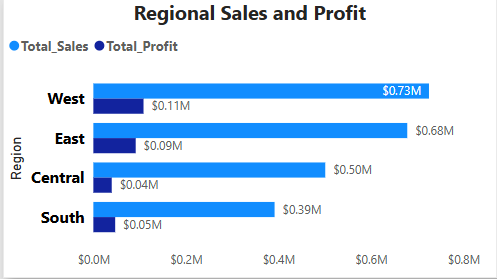 Regional Sales and Profit
Total_Sales Total_Profit
Region
West
$0.73M
$0.11M
East
$0.68M
$0.09M
Central
$0.50M
$0.04M
South
$0.39M
$0.05M
$0.0M $0.2M $0.4M $0.6M $0.8M